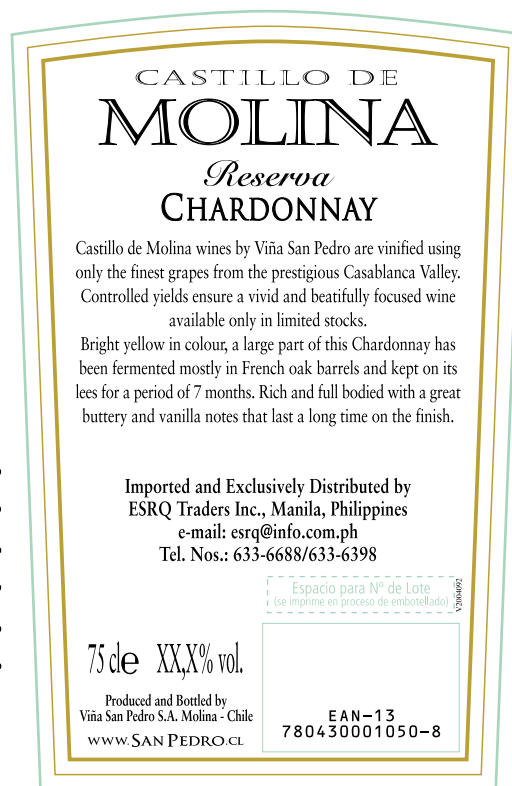 CASTILLO DE
MOLINA
Reserva
CHARDONNAY
Castillo de Molina wines by Viña San Pedro are vinified using
only the finest grapes from the prestigious Casablanca Valley.
Controlled yields ensure a vivid and beatifully focused wine
available only in limited stocks.
Bright yellow in colour, a large part of this Chardonnay has
been fermented mostly in French oak barrels and kept on its
lees for a period of 7 months. Rich and full bodied with a great
buttery and vanilla notes that last a long time on the finish.
Imported and Exclusively Distributed by
ESRQ Traders Inc., Manila, Philippines
e-mail: esrq@info.com.ph
Tel. Nos.: 633-6688/633-6398
Espacio para Nº de Lote
(se imprime en proceso de embotellado)
V2004092
75 cl e XX,X% vol.
Produced and Bottled by
Viña San Pedro S.A. Molina - Chile
WWW.SAN PEDRO.CL
EAN-13
780430001050-8